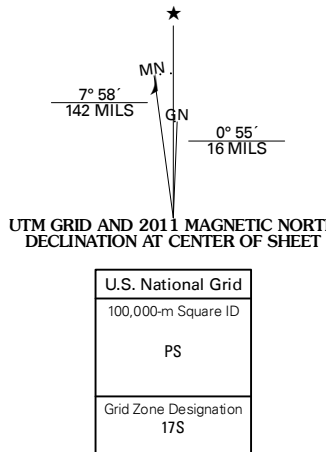 ★
MN
7° 58´
142 MILS
GN
0° 55´
16 MILS
UTM GRID AND 2011 MAGNETIC NORTH
DECLINATION AT CENTER OF SHEET
U.S. National Grid
100,000-m Square ID
PS
Grid Zone Designation
17S